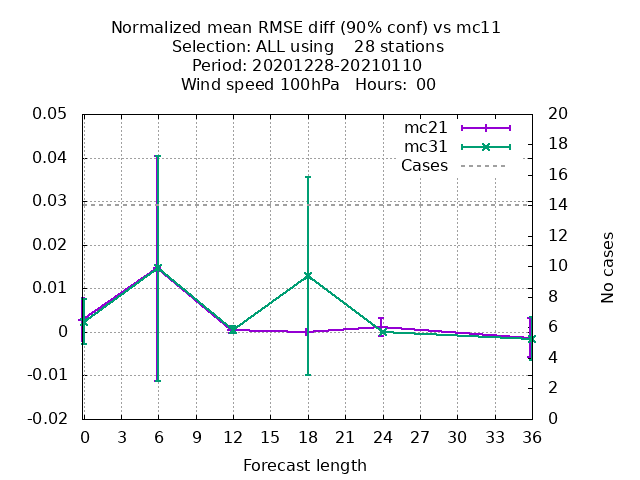 Normalized mean RMSE diff (90% conf) vs mc11
Selection: ALL using    28 stations
Period: 20201228-20210110
Wind speed 100hPa   Hours:  00
mc21
mc31
Cases
0.05
0.04
0.03
0.02
0.01
0
-0.01
-0.02
20
18
16
14
12
10
8
6
4
2
0
No cases
0 3 6 9 12 15 18 21 24 27 30 33 36
Forecast length